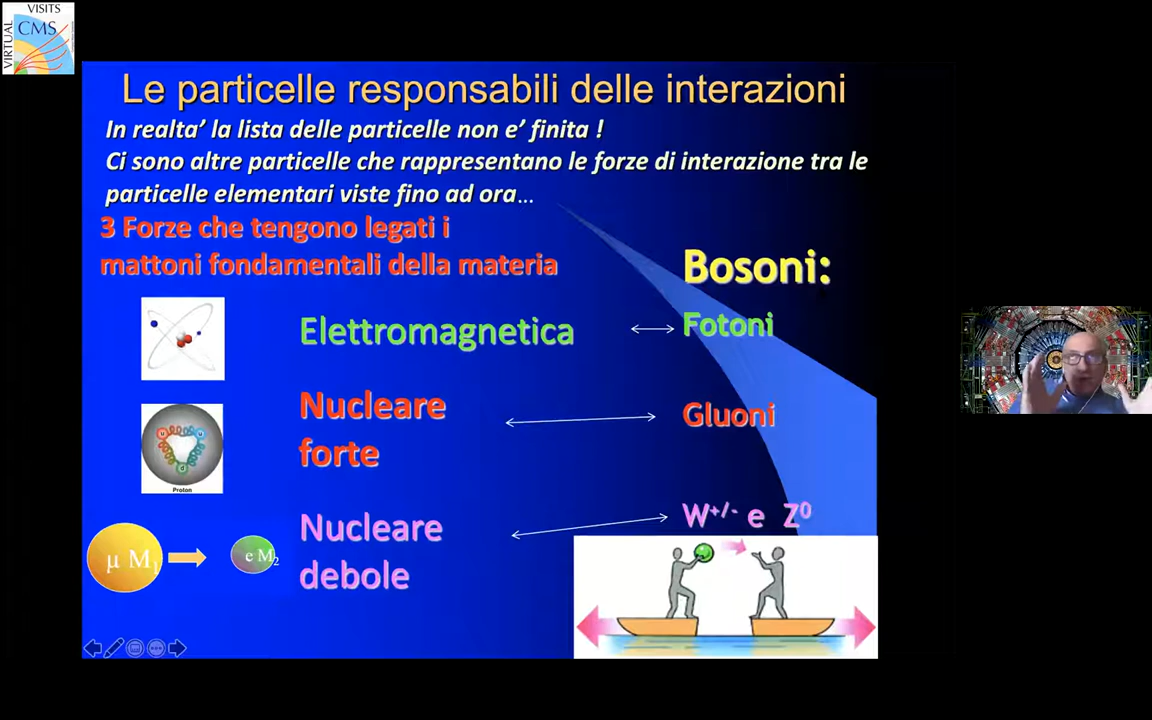 VIRTUAL
VISITS
CMS
Le particelle responsabili delle interazioni
In realta' la lista delle particelle non e' finita !
Ci sono altre particelle che rappresentano le forze di interazione tra le
particelle elementari viste fino ad ora...
3 Forze che tengono legati i
mattoni fondamentali della materia
Bosoni:
Elettromagnetica
Fotoni
Nucleare
forte
Gluoni
u
u
d
Proton
Nucleare
debole
W+/- e Z0
μ M1
e M2